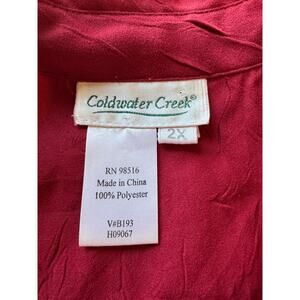 Coldwater Creek®
2X
RN 98516
Made in China
100% Polyester
V#B193
H09067